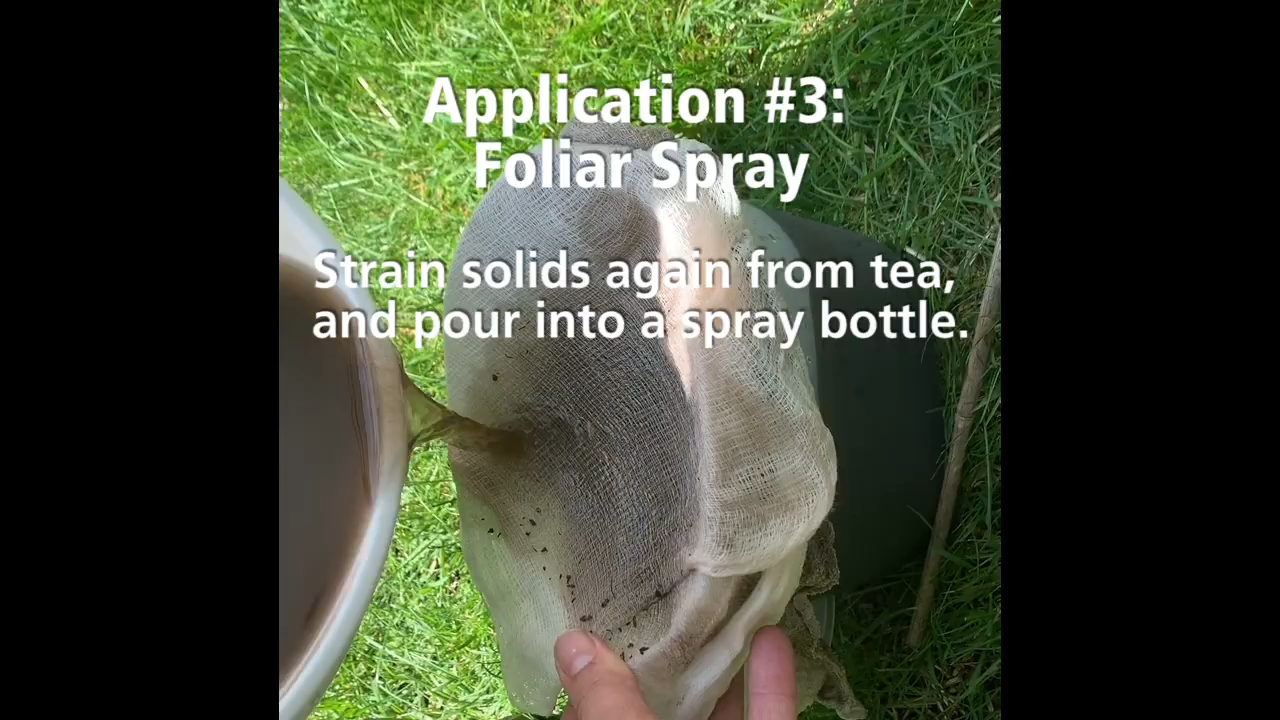 Application #3:
Foliar Spray
Strain solids again from tea,
and pour into a spray bottle.